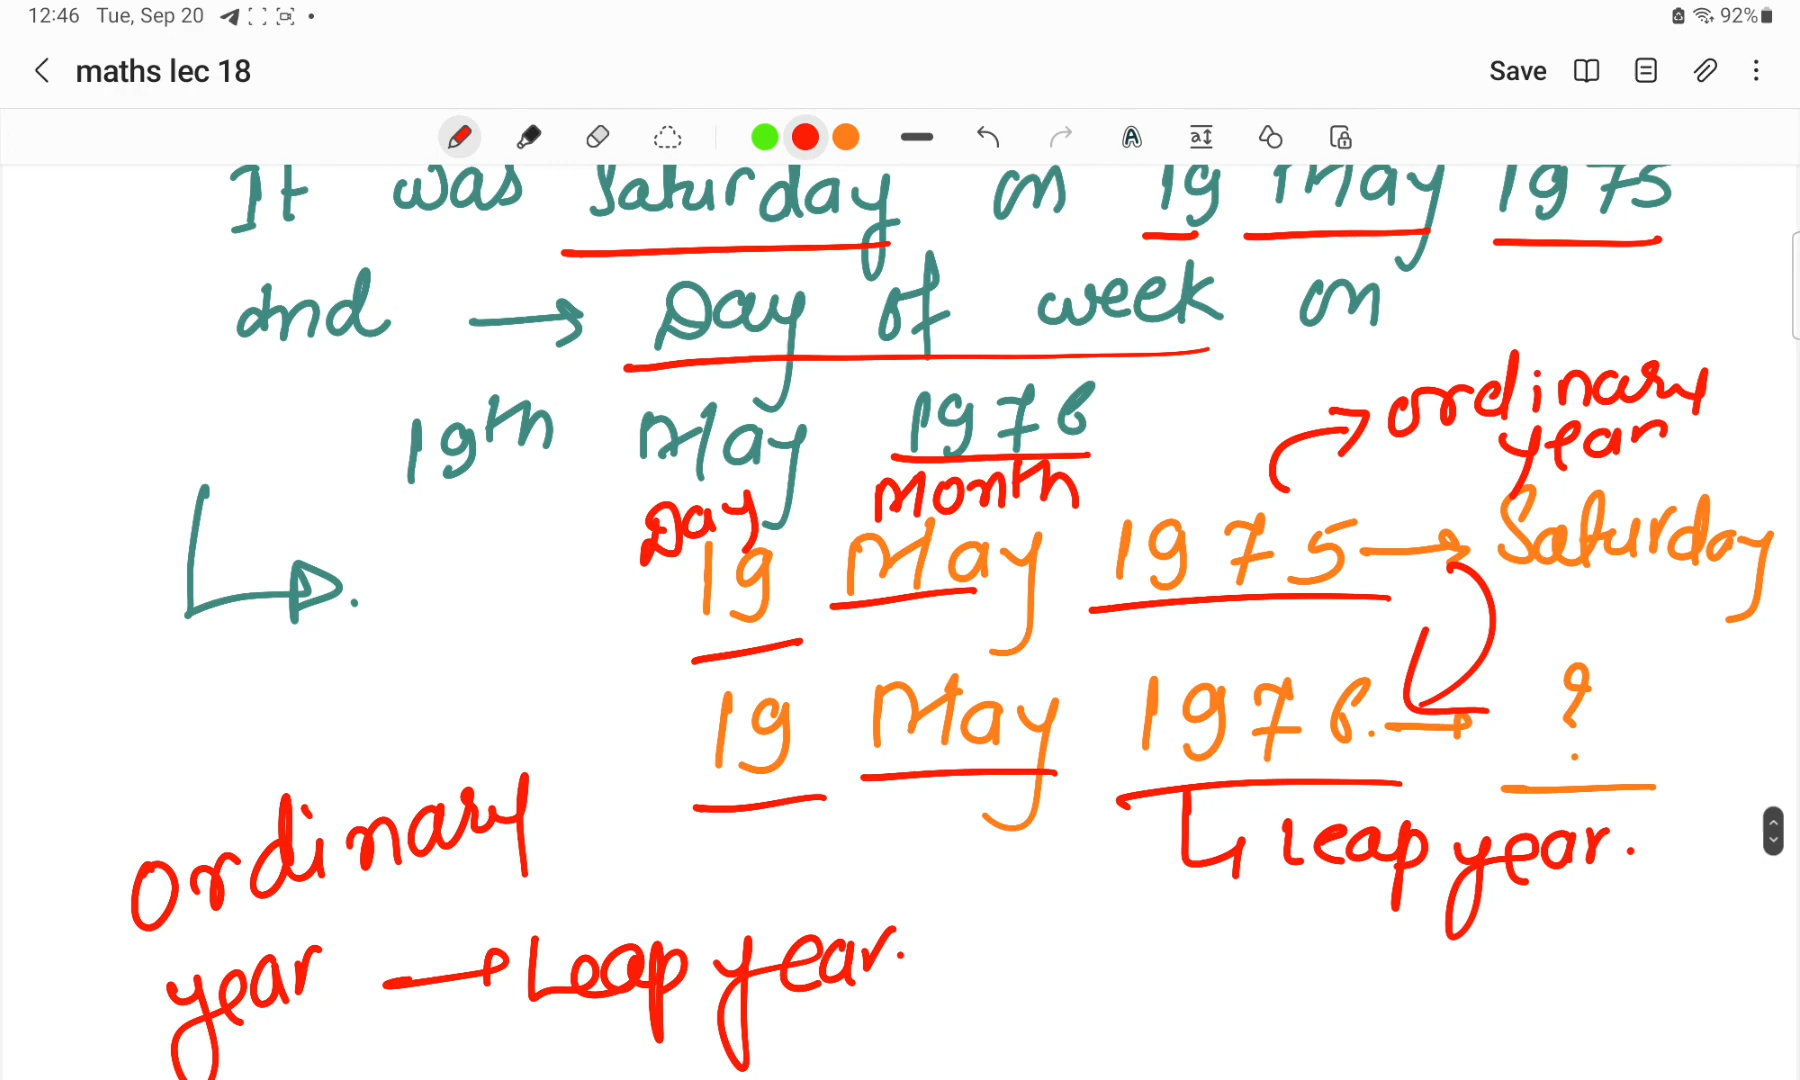 12:46 Tue, Sep 20 92%
maths lec 18
Save
It was Saturday on 19 May 1975
and → Day of week on
19th May 1976
→ ordinary
year
Day Month
19 May 1975 → Saturday
19 May 1976. → ?
↳ leap year.
ordinary
year → Leap year.